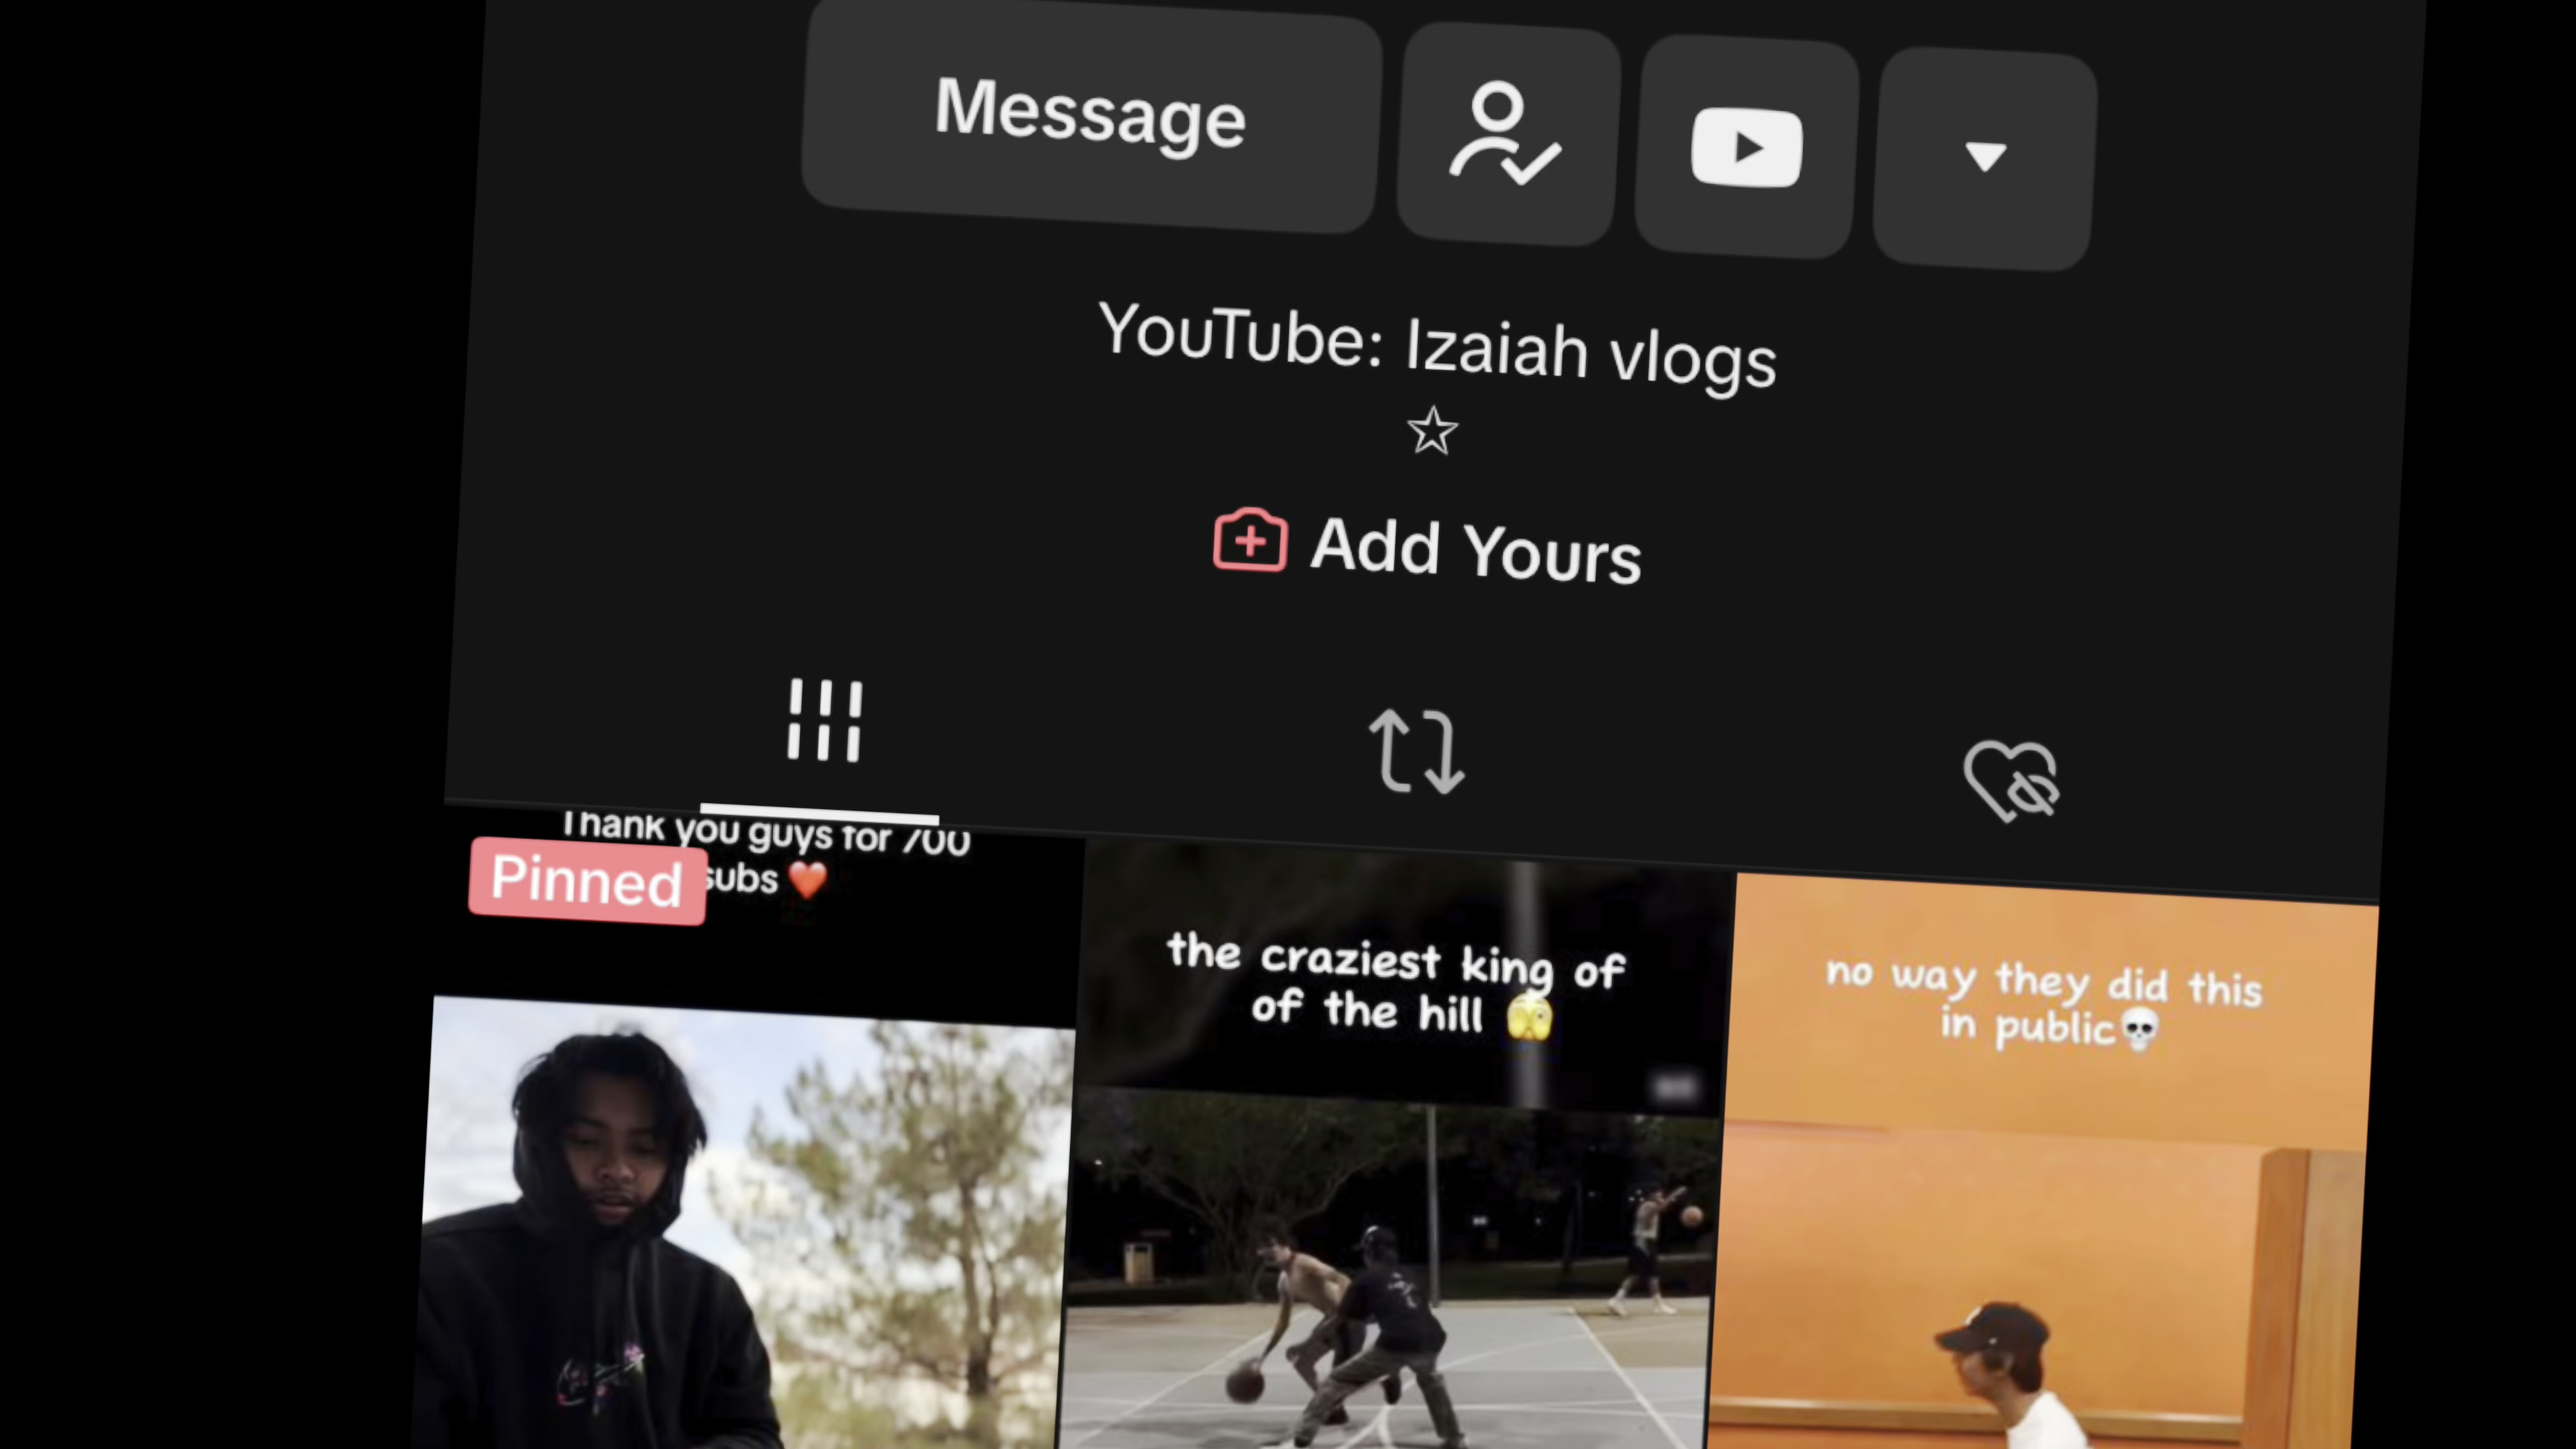 Message
YouTube: Izaiah vlogs
☆
Add Yours
Thank you guys for 700
Pinned
subs ❤️
the craziest king of
of the hill 🫣
no way they did this
in public💀